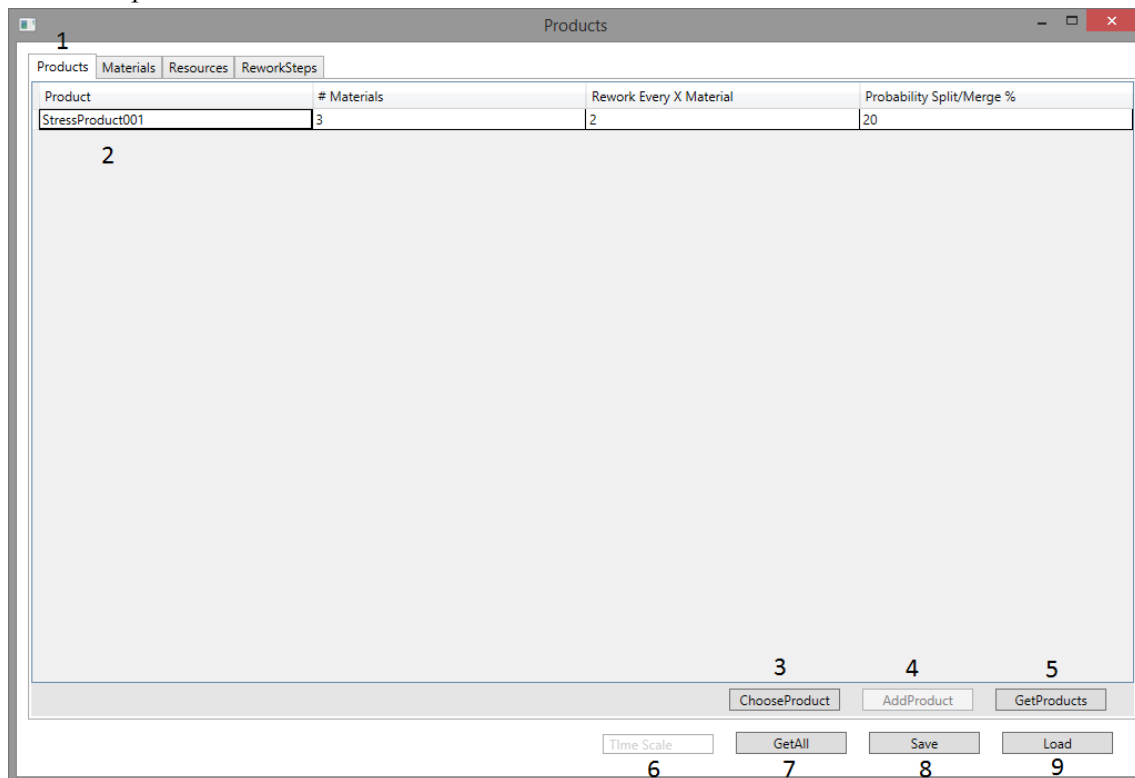 Products
1
Products Materials Resources ReworkSteps
Product # Materials Rework Every X Material Probability Split/Merge %
StressProduct001 3 2 20
2
3 4 5
ChooseProduct AddProduct GetProducts
TIme Scale GetAll Save Load
6 7 8 9